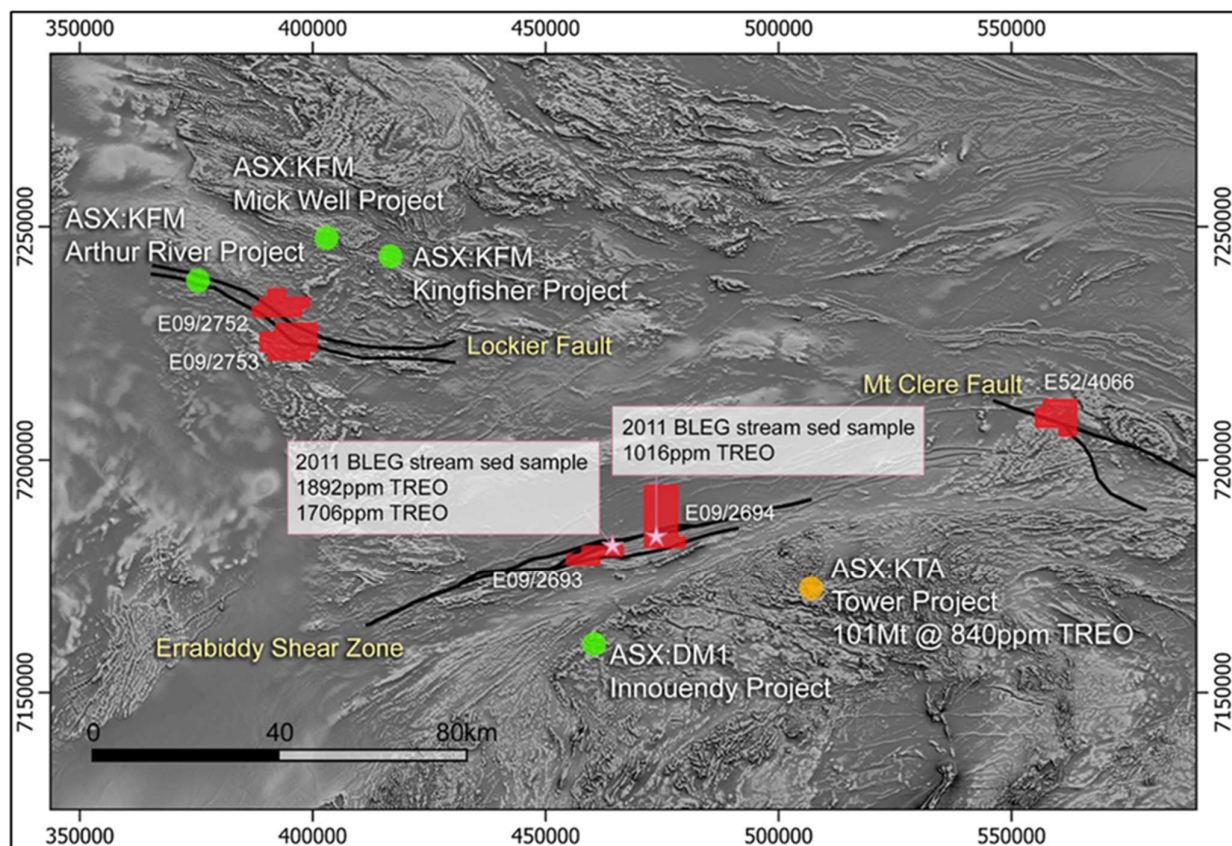 350000
400000
450000
500000
550000
7250000
7250000
ASX:KFM
Mick Well Project
ASX:KFM
Arthur River Project
ASX:KFM
Kingfisher Project
E09/2752
E09/2753
Lockier Fault
Mt Clere Fault
E52/4066
7200000
7200000
2011 BLEG stream sed sample
1016ppm TREO
2011 BLEG stream sed sample
1892ppm TREO
1706ppm TREO
E09/2694
E09/2693
ASX:KTA
Tower Project
101Mt @ 840ppm TREO
Errabiddy Shear Zone
ASX:DM1
Innouendy Project
7150000
7150000
0
40
80km
350000
400000
450000
500000
550000